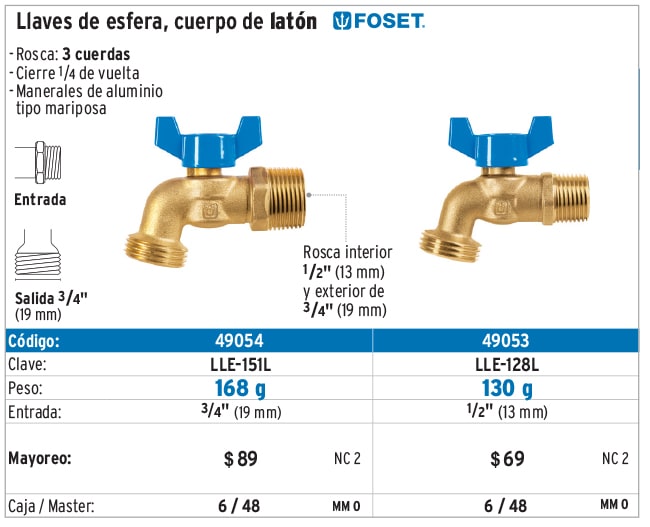 Llaves de esfera, cuerpo de latón FOSET.
- Rosca: 3 cuerdas
- Cierre 1/4 de vuelta
- Manerales de aluminio
tipo mariposa
Entrada
Salida 3/4"
(19 mm)
Rosca interior
1/2" (13 mm)
y exterior de
3/4" (19 mm)
Código: 49054 49053
Clave: LLE-151L LLE-128L
Peso: 168 g 130 g
Entrada: 3/4" (19 mm) 1/2" (13 mm)
Mayoreo: $ 89 NC 2 $ 69 NC 2
Caja / Master: 6 / 48 MM 0 6 / 48 MM 0